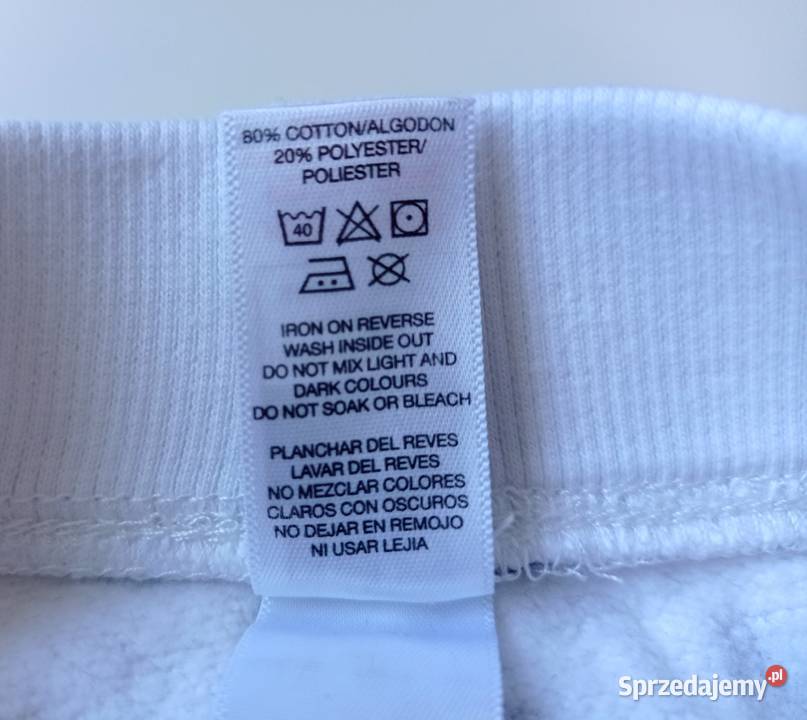 80% COTTON/ALGODON
20% POLYESTER/
POLIESTER
40
IRON ON REVERSE
WASH INSIDE OUT
DO NOT MIX LIGHT AND
DARK COLOURS
DO NOT SOAK OR BLEACH
PLANCHAR DEL REVES
LAVAR DEL REVES
NO MEZCLAR COLORES
CLAROS CON OSCUROS
NO DEJAR EN REMOJO
NI USAR LEJIA
Sprzedajemy.pl